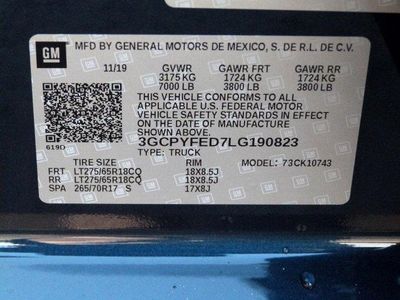 GM
MFD BY GENERAL MOTORS DE MEXICO, S. DE R.L. DE C.V.
11/19 GVWR GAWR FRT GAWR RR
3175 KG 1724 KG 1724 KG
7000 LB 3800 LB 3800 LB
THIS VEHICLE CONFORMS TO ALL
APPLICABLE U.S. FEDERAL MOTOR
VEHICLE SAFETY STANDARDS IN EFFECT
ON THE DATE OF MANUFACTURE
SHOWN ABOVE.
619D 3GCPYFED7LG190823
TYPE: TRUCK
TIRE SIZE RIM MODEL: 73CK10743
FRT LT275/65R18CQ 18X8.5J
RR LT275/65R18CQ 18X8.5J
SPA 265/70R17 S 17X8J